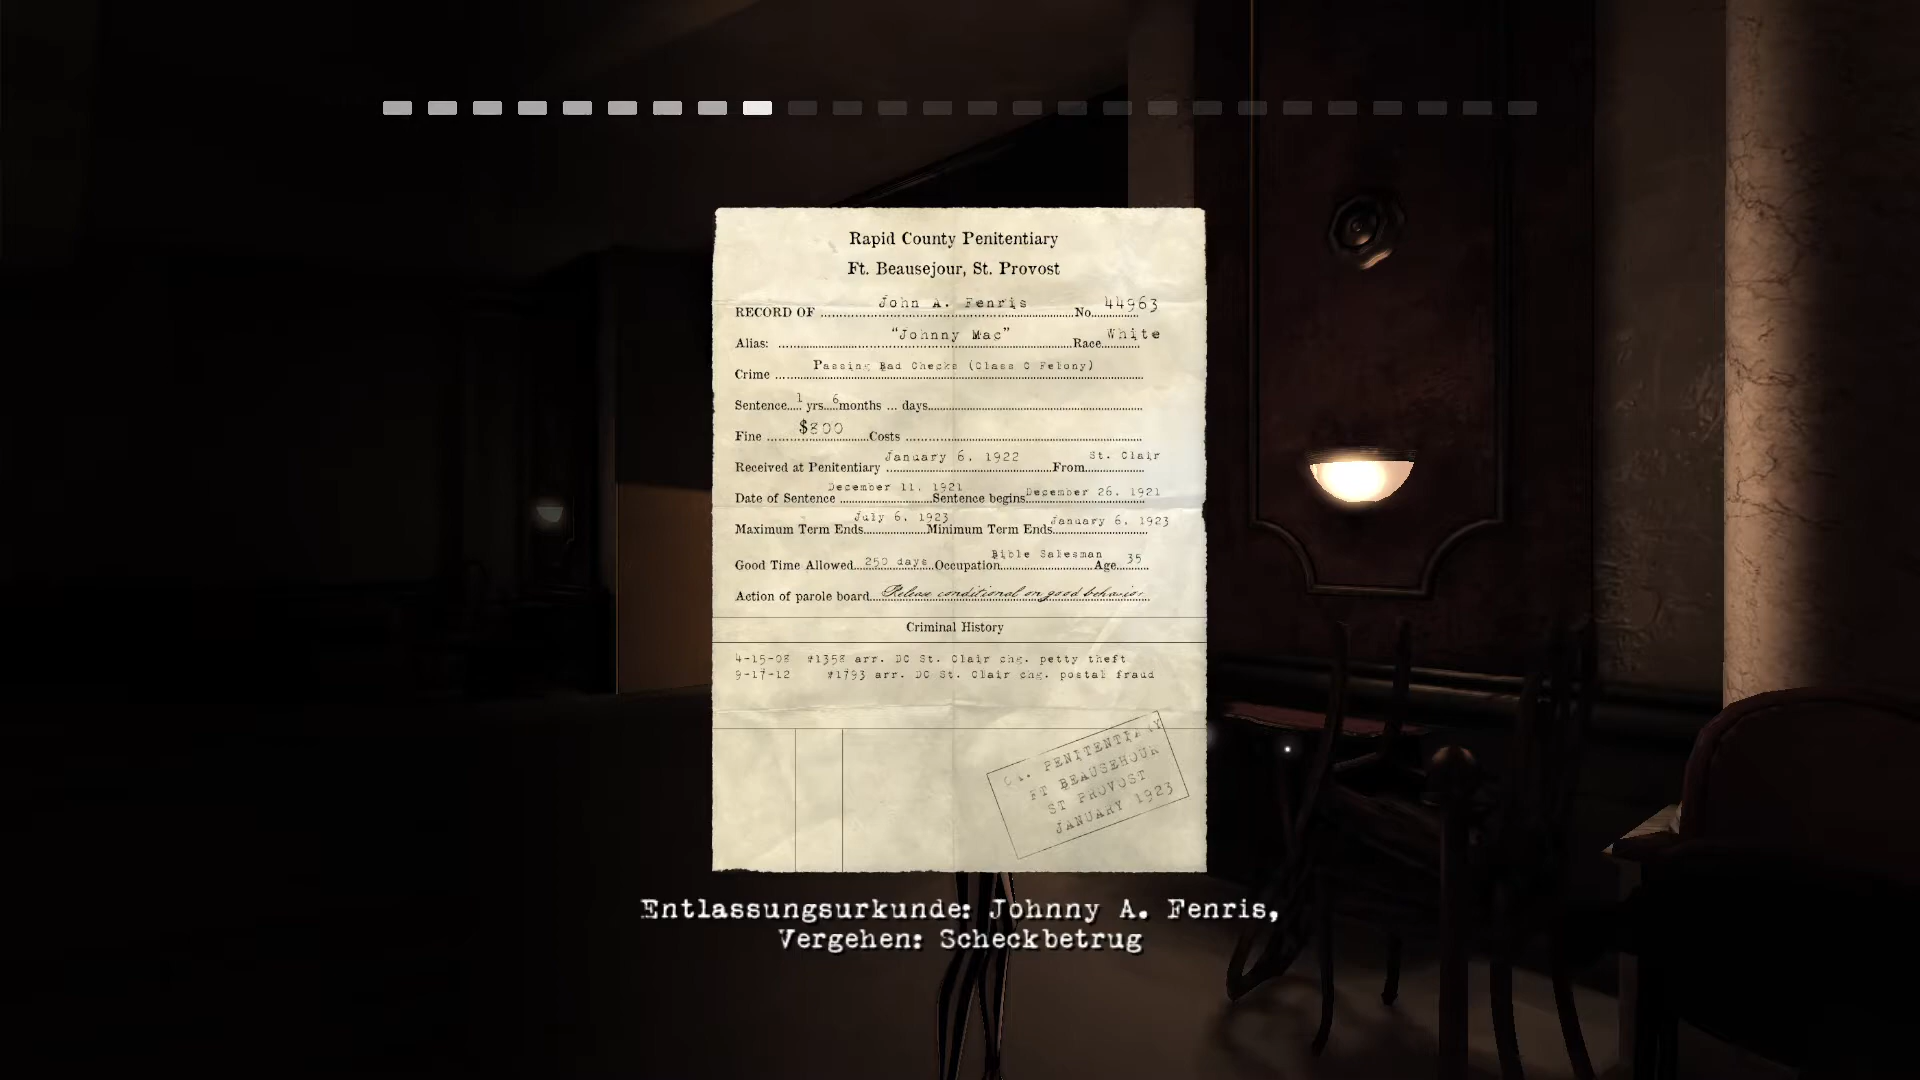 Rapid County Penitentiary
Ft. Beausejour, St. Provost
RECORD OF John A. Fenris No. 44963
Alias: "Johnny Mac" Race White
Crime Passing Bad Checks (Class C Felony)
Sentence 1 yrs. 6 months ... days
Fine $800 Costs
Received at Penitentiary January 6. 1922 From St. Clair
Date of Sentence December 11. 1921 Sentence begins December 26. 1921
Maximum Term Ends July 6. 1923 Minimum Term Ends January 6. 1923
Good Time Allowed 250 days Occupation Bible Salesman Age 35
Action of parole board Release conditional on good behavior
Criminal History
4-15-08 #1358 arr. DC St. Clair chg. petty theft
9-17-12 #1793 arr. DC St. Clair chg. postal fraud
PENITENTIARY
FT BEAUSEHOUR
ST PROVOST
JANUARY 1923
Entlassungsurkunde: Johnny A. Fenris,
Vergehen: Scheckbetrug